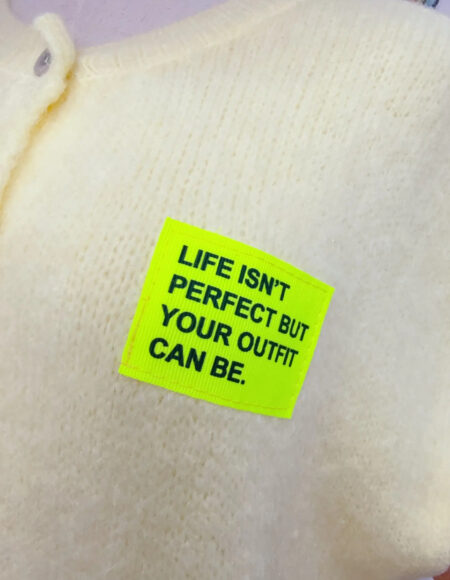 LIFE ISN'T
PERFECT BUT
YOUR OUTFIT
CAN BE.